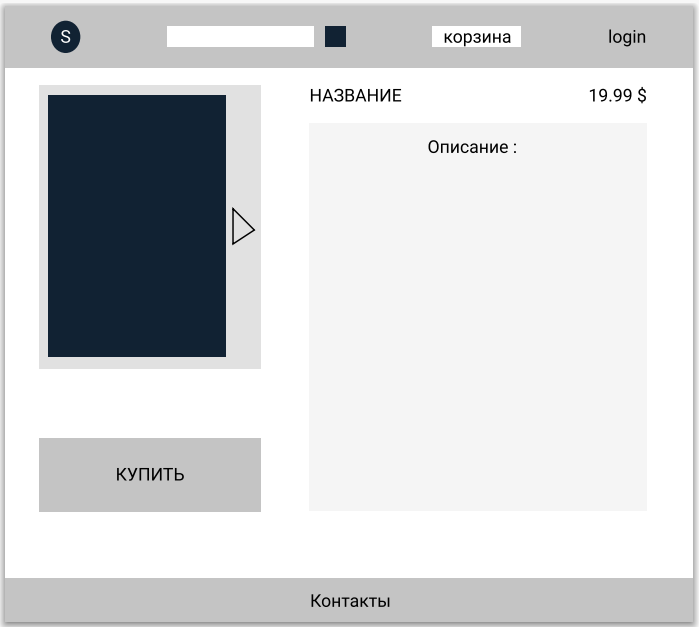 S
корзина
login
НАЗВАНИЕ
19.99 $
Описание :
КУПИТЬ
Контакты